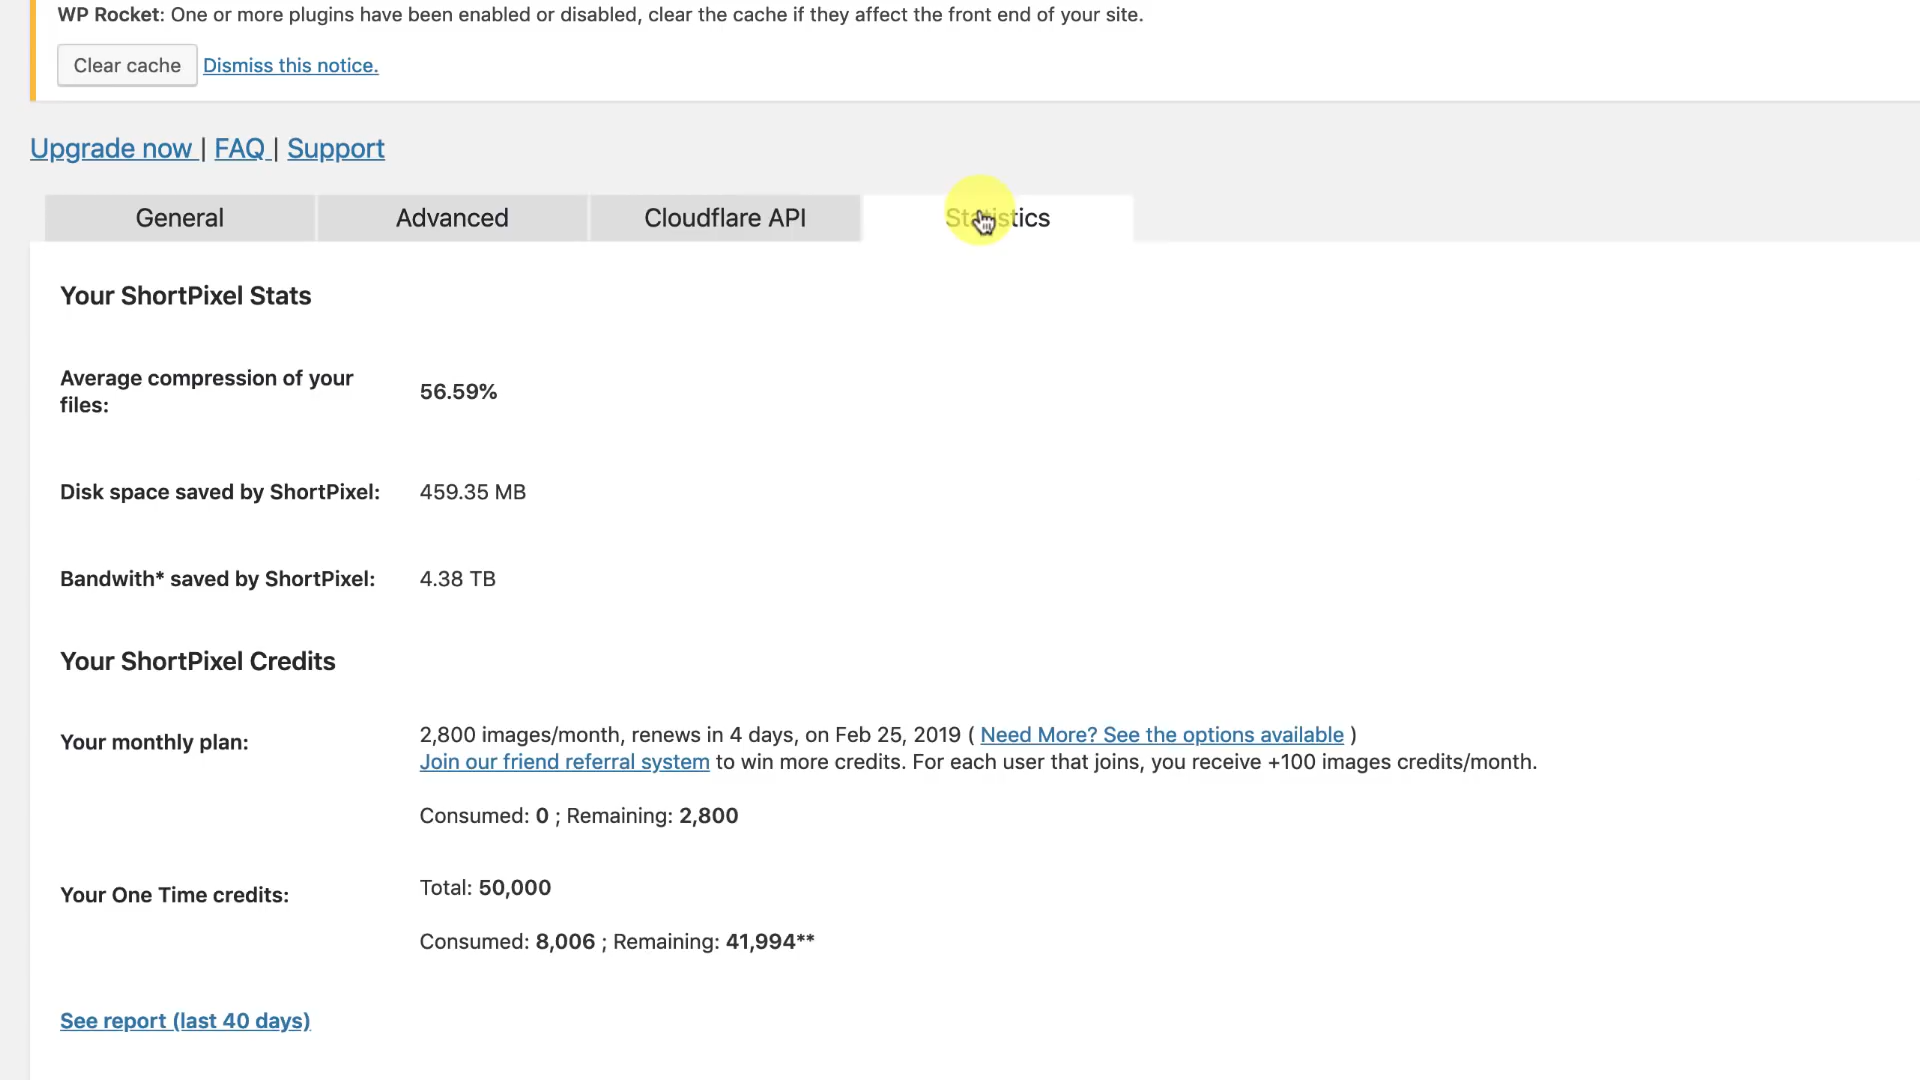 WP Rocket: One or more plugins have been enabled or disabled, clear the cache if they affect the front end of your site.
Clear cache Dismiss this notice.
Upgrade now | FAQ | Support
General Advanced Cloudflare API Statistics
Your ShortPixel Stats
Average compression of your
files:
56.59%
Disk space saved by ShortPixel: 459.35 MB
Bandwith* saved by ShortPixel: 4.38 TB
Your ShortPixel Credits
Your monthly plan:
2,800 images/month, renews in 4 days, on Feb 25, 2019 ( Need More? See the options available )
Join our friend referral system to win more credits. For each user that joins, you receive +100 images credits/month.
Consumed: 0 ; Remaining: 2,800
Your One Time credits:
Total: 50,000
Consumed: 8,006 ; Remaining: 41,994**
See report (last 40 days)